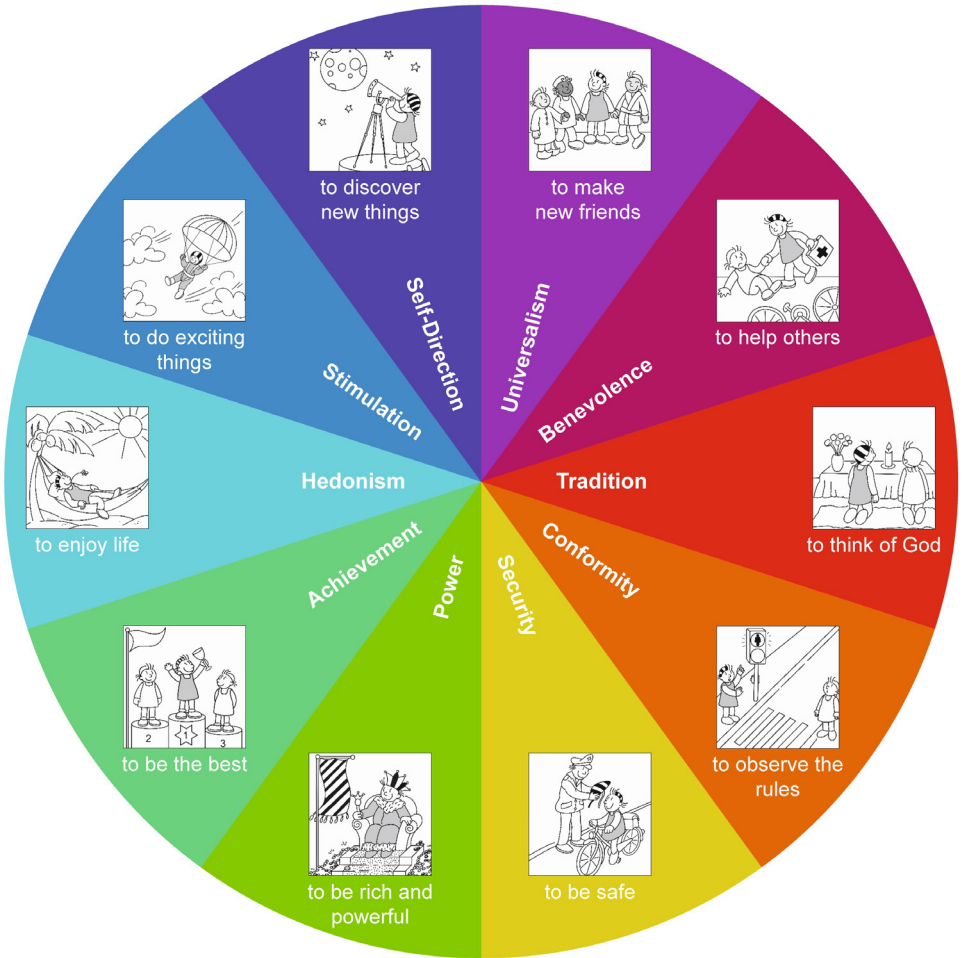 to discover
new things
Self-Direction
to make
new friends
Universalism
to help others
Benevolence
to think of God
Tradition
to observe the
rules
Conformity
to be safe
Security
to be rich and
powerful
Power
to be the best
2
1
3
Achievement
to enjoy life
Hedonism
to do exciting
things
Stimulation